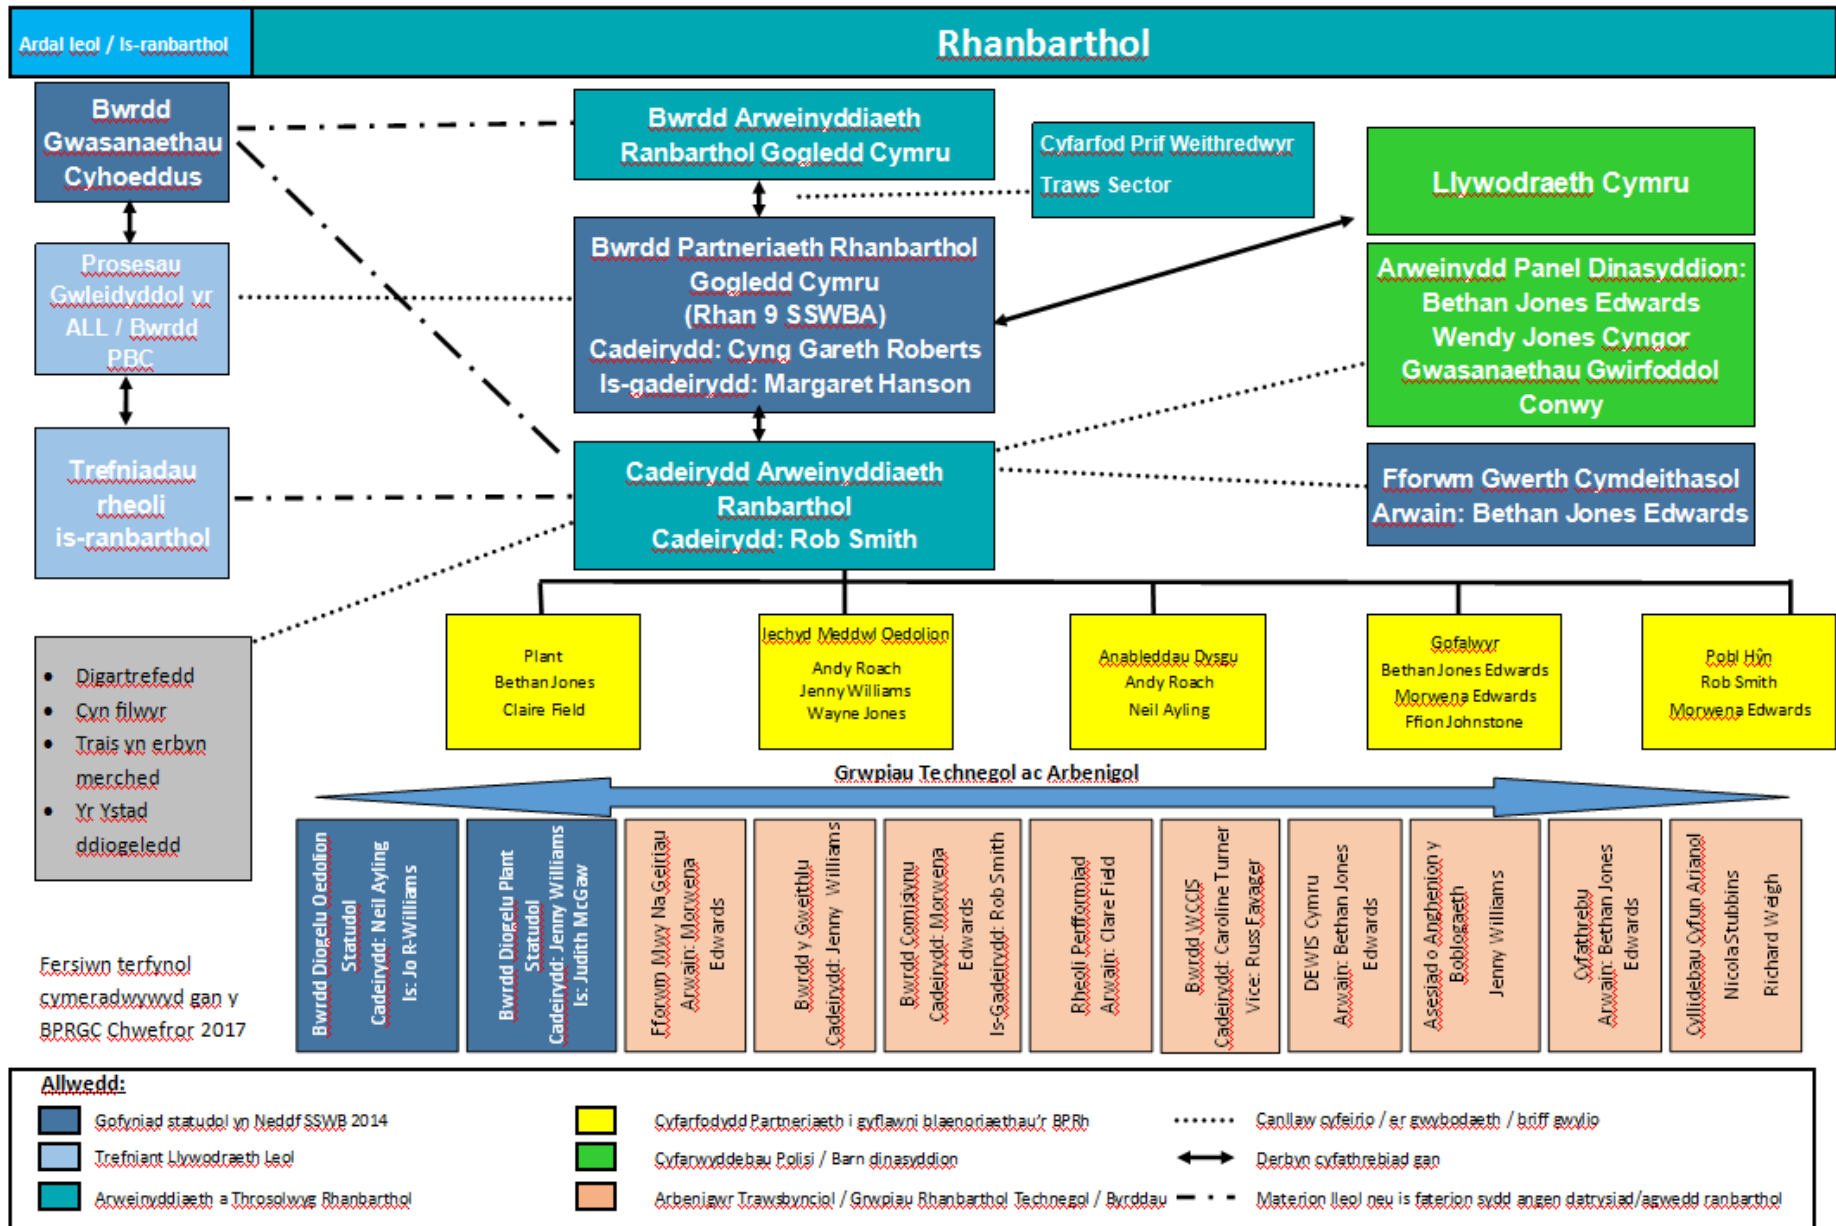 Ardal leol / Is-ranbarthol
Rhanbarthol
Bwrdd
Gwasanaethau
Cyhoeddus
Bwrdd Arweinyddiaeth
Ranbarthol Gogledd Cymru
Cyfarfod Prif Weithredwyr
Traws Sector
Llywodraeth Cymru
Prosesau
Gwleidyddol yr
ALL / Bwrdd
PBC
Bwrdd Partneriaeth Rhanbarthol
Gogledd Cymru
(Rhan 9 SSWBA)
Cadeirydd: Cyng Gareth Roberts
Is-gadeirydd: Margaret Hanson
Arweinydd Panel Dinasyddion:
Bethan Jones Edwards
Wendy Jones Cyngor
Gwasanaethau Gwirfoddol
Conwy
Trefniadau
rheoli
is-ranbarthol
Cadeirydd Arweinyddiaeth
Ranbarthol
Cadeirydd: Rob Smith
Fforwm Gwerth Cymdeithasol
Arwain: Bethan Jones Edwards
• Digartrefedd
• Cyn filwyr
• Trais yn erbyn
merched
• Yr Ystad
ddiogeledd
Plant
Bethan Jones
Claire Field
Iechyd Meddwl Oedolion
Andy Roach
Jenny Williams
Wayne Jones
Anableddau Dysgu
Andy Roach
Neil Ayling
Gofalwyr
Bethan Jones Edwards
Morwena Edwards
Ffion Johnstone
Pobl Hŷn
Rob Smith
Morwena Edwards
Grwpiau Technegol ac Arbenigol
Bwrdd Diogelu Oedolion
Statudol
Cadeirydd: Neil Ayling
Is: Jo R-Williams
Bwrdd Diogelu Plant
Statudol
Cadeirydd: Jenny Williams
Is: Judith McGaw
Fforwm Mwy Na Geiriau
Arwain: Morwena
Edwards
Bwrdd y Gweithlu
Cadeirydd: Jenny Williams
Bwrdd Comisiynu
Cadeirydd: Morwena
Edwards
Is-Gadeirydd: Rob Smith
Rheoli Perfformiad
Arwain: Clare Field
Bwrdd WCCIS
Cadeirydd: Caroline Turner
Vice: Russ Favager
DEWIS Cymru
Arwain: Bethan Jones
Edwards
Asesiad o Anghenion y
Boblogaeth
Jenny Williams
Cyfathrebu
Arwain: Bethan Jones
Edwards
Cyllidebau Cyfun Arianol
Nicola Stubbins
Richard Weigh
Fersiwn terfynol
cymeradwywyd gan y
BPRGC Chwefror 2017
Allwedd:
Gofyniad statudol yn Neddf SSWB 2014
Cyfarfodydd Partneriaeth i gyflawni blaenoriaethau'r BPRh
Canllaw cyfeirio / er gwybodaeth / briff gwylio
Trefniant Llywodraeth Leol
Cyfarwyddebau Polisi / Barn dinasyddion
Derbyn cyfathrebiad gan
Arweinyddiaeth a Throsolwyg Rhanbarthol
Arbenigwr Trawsbynciol / Grwpiau Rhanbarthol Technegol / Byrddau
Materion lleol neu is faterion sydd angen datrysiad/agwedd ranbarthol